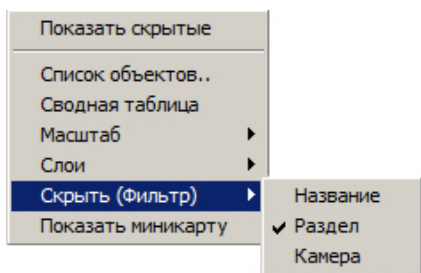 Показать скрытые
Список объектов..
Сводная таблица
Масштаб
Слои
Скрыть (Фильтр)
Показать миникарту
Название
Раздел
Камера